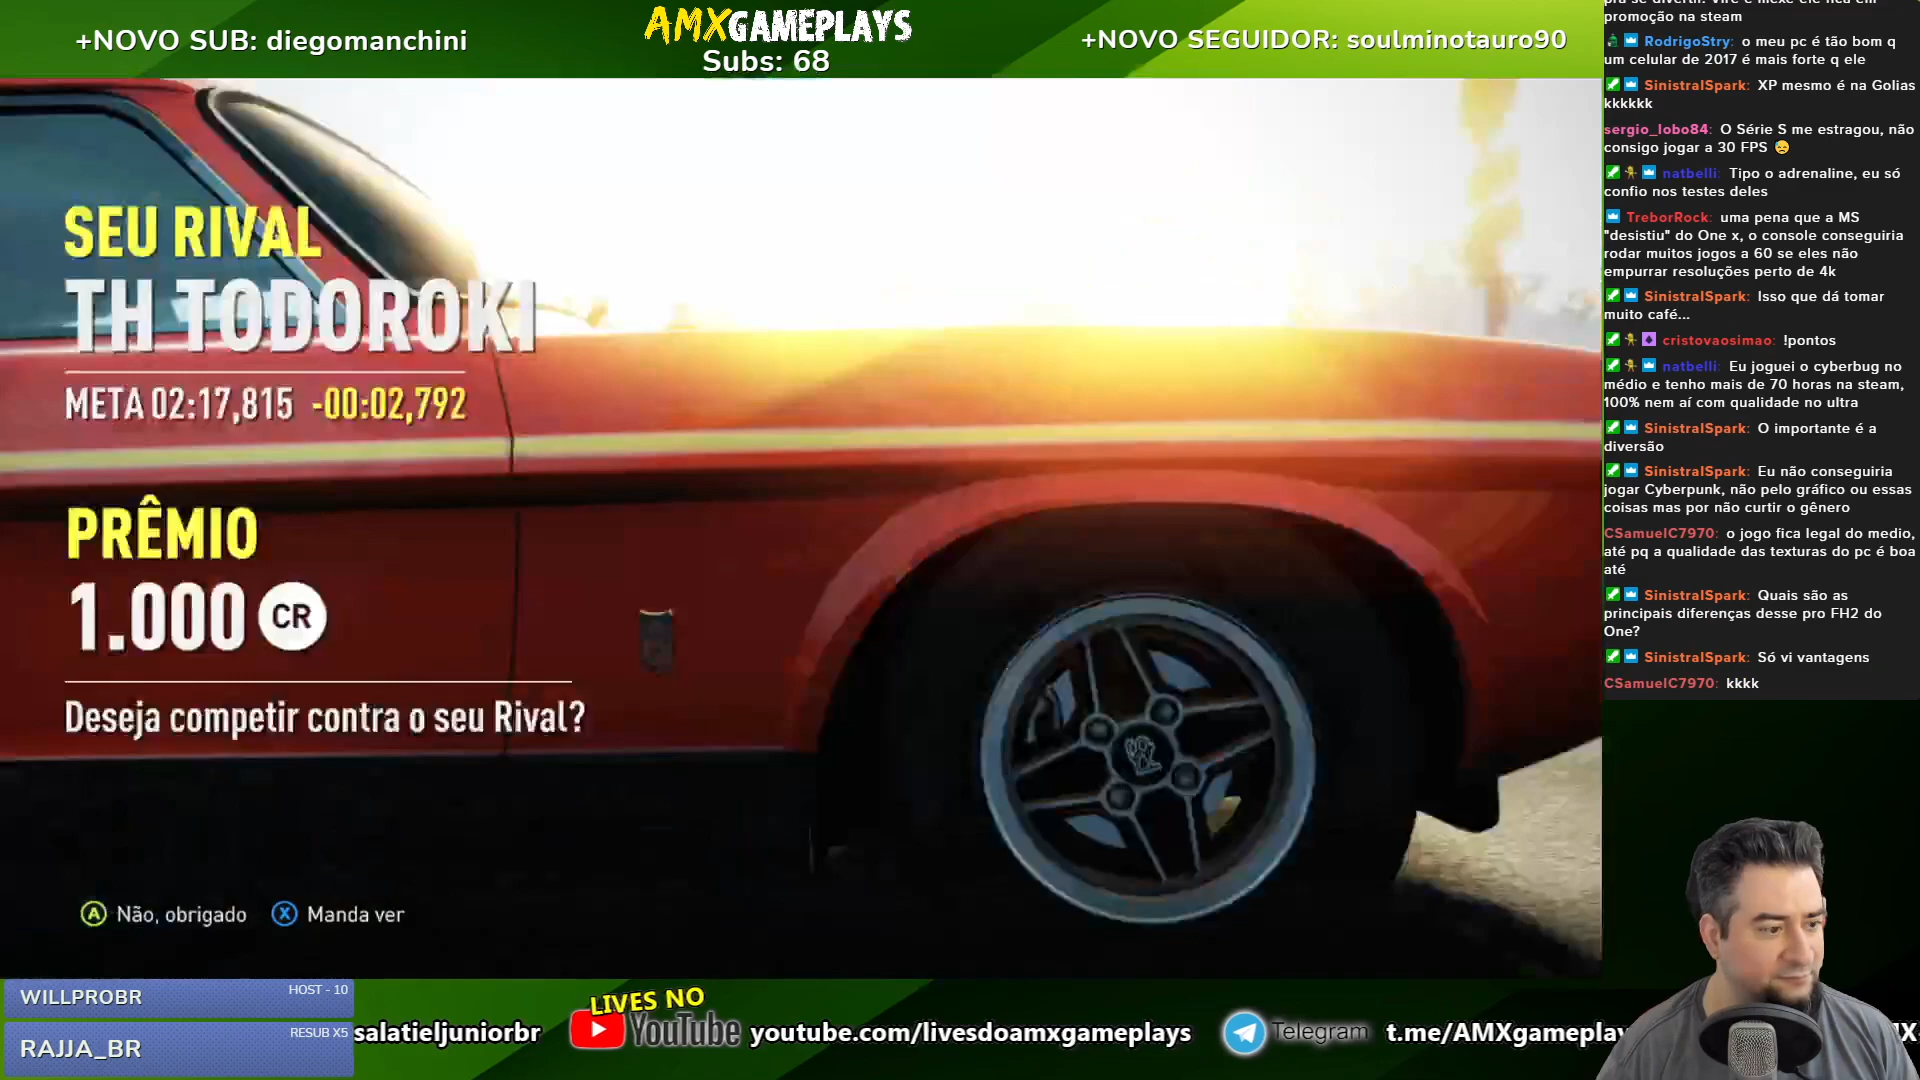 +NOVO SUB: diegomanchini
AMXGAMEPLAYS
Subs: 68
+NOVO SEGUIDOR: soulminotauro90
SEU RIVAL
TH TODOROKI
META 02:17,815 -00:02,792
PRÊMIO
1.000 CR
Deseja competir contra o seu Rival?
A Não, obrigado X Manda ver
promoção na steam
RodrigoStry: o meu pc é tão bom q
um celular de 2017 é mais forte q ele
SinistralSpark: XP mesmo é na Golias
kkkkkk
sergio_lobo84: O Série S me estragou, não
consigo jogar a 30 FPS 😥
natbelli: Tipo o adrenaline, eu só
confio nos testes deles
TreborRock: uma pena que a MS
"desistiu" do One x, o console conseguiria
rodar muitos jogos a 60 se eles não
empurrar resoluções perto de 4k
SinistralSpark: Isso que dá tomar
muito café...
cristovaosimao: !pontos
natbelli: Eu joguei o cyberbug no
médio e tenho mais de 70 horas na steam,
100% nem aí com qualidade no ultra
SinistralSpark: O importante é a
diversão
SinistralSpark: Eu não conseguiria
jogar Cyberpunk, não pelo gráfico ou essas
coisas mas por não curtir o gênero
CSamuelC7970: o jogo fica legal do medio,
até pq a qualidade das texturas do pc é boa
até
SinistralSpark: Quais são as
principais diferenças desse pro FH2 do
One?
SinistralSpark: Só vi vantagens
CSamuelC7970: kkkk
WILLPROBR HOST - 10
RAJJA_BR RESUB X5
salatieljuniorbr
LIVES NO
YouTube youtube.com/livesdoamxgameplays
Telegram t.me/AMXgameplay